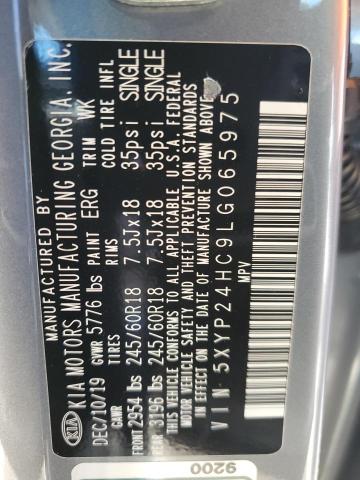 MANUFACTURED BY
KIA KIA MOTORS MANUFACTURING GEORGIA, INC.
DEC/10/19 PAINT ERG TRIM WK
GVWR 5776 lbs
GAWR TIRES RIMS COLD TIRE INFL
FRONT 2954 lbs 245/60R18 7.5JX18 35psi SINGLE
REAR 3196 lbs 245/60R18 7.5JX18 35psi SINGLE
THIS VEHICLE CONFORMS TO ALL APPLICABLE U.S.A. FEDERAL
MOTOR VEHICLE SAFETY AND THEFT PREVENTION STANDARDS
IN EFFECT ON THE DATE OF MANUFACTURE SHOWN ABOVE.
VIN 5XYP24HC9LG065975
MPV
9200